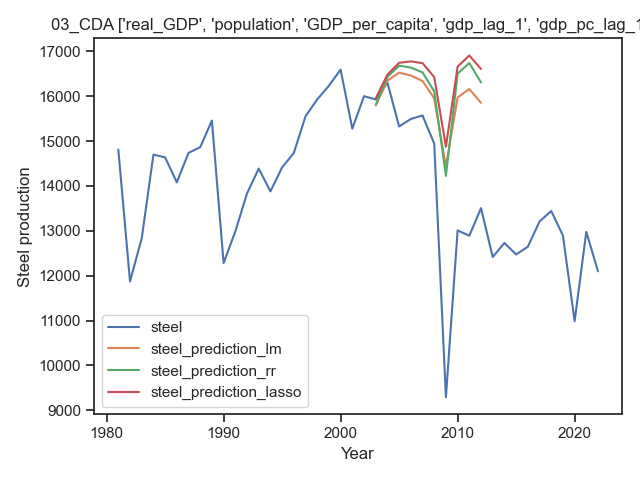 03_CDA ['real_GDP', 'population', 'GDP_per_capita', 'gdp_lag_1', 'gdp_pc_lag_1
17000
16000
15000
14000
13000
12000
11000
10000
9000
Steel production
steel
steel_prediction_lm
steel_prediction_rr
steel_prediction_lasso
1980 1990 2000 2010 2020
Year